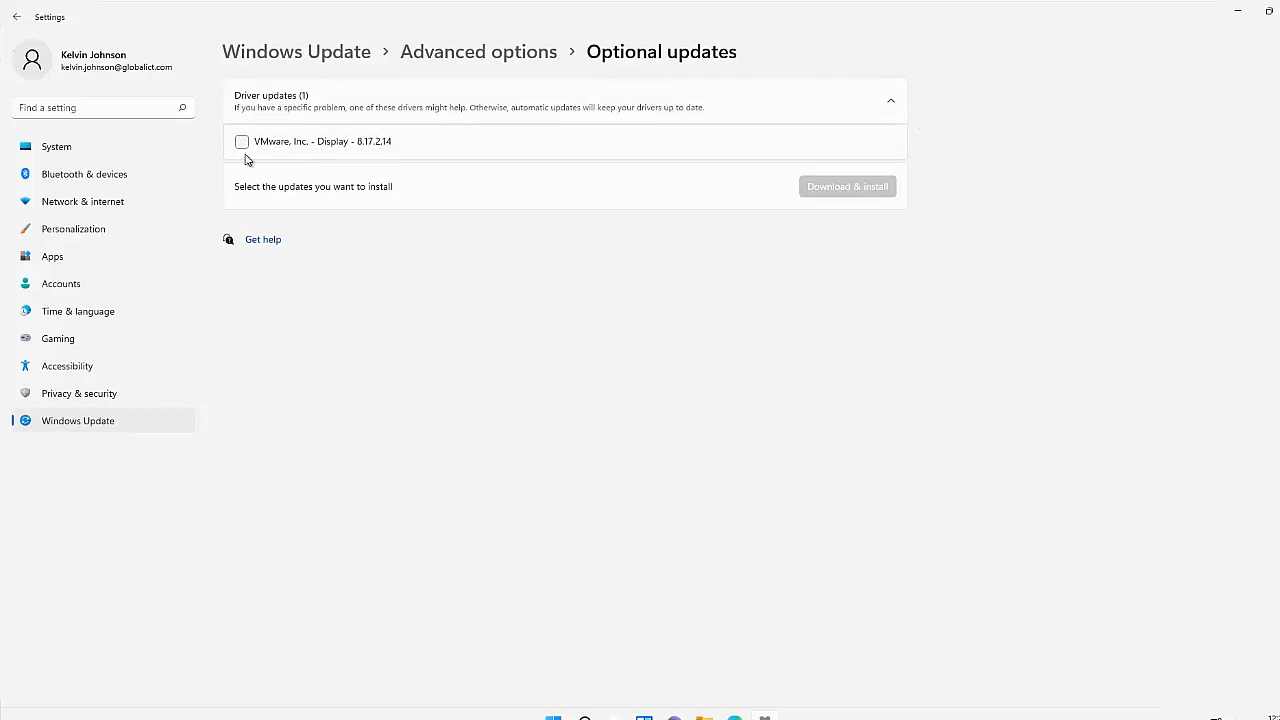 Settings
Kelvin Johnson
kelvin.johnson@globalict.com
Find a setting
System
Bluetooth & devices
Network & internet
Personalization
Apps
Accounts
Time & language
Gaming
Accessibility
Privacy & security
Windows Update
Windows Update > Advanced options > Optional updates
Driver updates (1)
If you have a specific problem, one of these drivers might help. Otherwise, automatic updates will keep your drivers up to date.
VMware, Inc. - Display - 8.17.2.14
Select the updates you want to install
Download & install
Get help